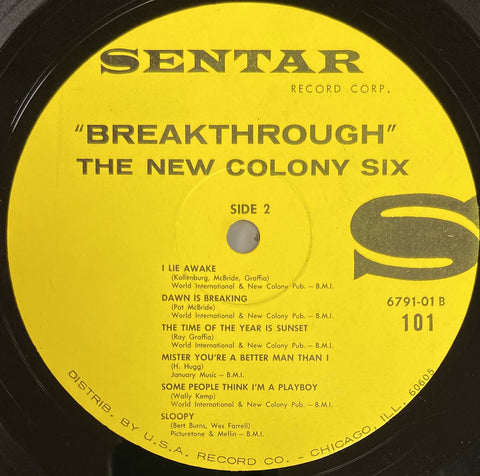 SENTAR
RECORD CORP.
"BREAKTHROUGH"
THE NEW COLONY SIX
SIDE 2
S
6791-01 B
101
I LIE AWAKE
(Kollenburg, McBride, Graffia)
World International & New Colony Pub. — B.M.I.
DAWN IS BREAKING
(Pat McBride)
World International & New Colony Pub. — B.M.I.
THE TIME OF THE YEAR IS SUNSET
(Ray Graffia)
World International & New Colony Pub. — B.M.I.
MISTER YOU'RE A BETTER MAN THAN I
(H. Hugg)
January Music — B.M.I.
SOME PEOPLE THINK I'M A PLAYBOY
(Wally Kemp)
World International & New Colony Pub. — B.M.I.
SLOOPY
(Bert Burns, Wes Farrell)
Picturetone & Mellin — B.M.I.
DISTRIB. BY U.S.A. RECORD CO. — CHICAGO, ILL. 60605